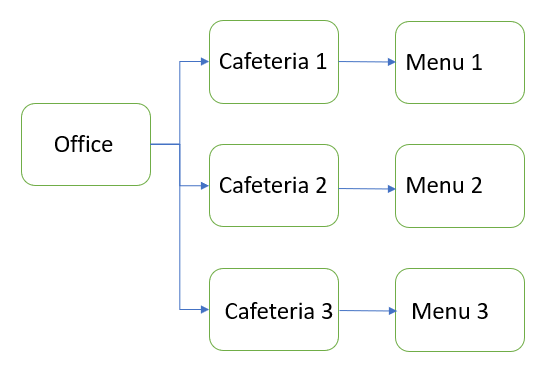 Office
Cafeteria 1
Menu 1
Cafeteria 2
Menu 2
Cafeteria 3
Menu 3